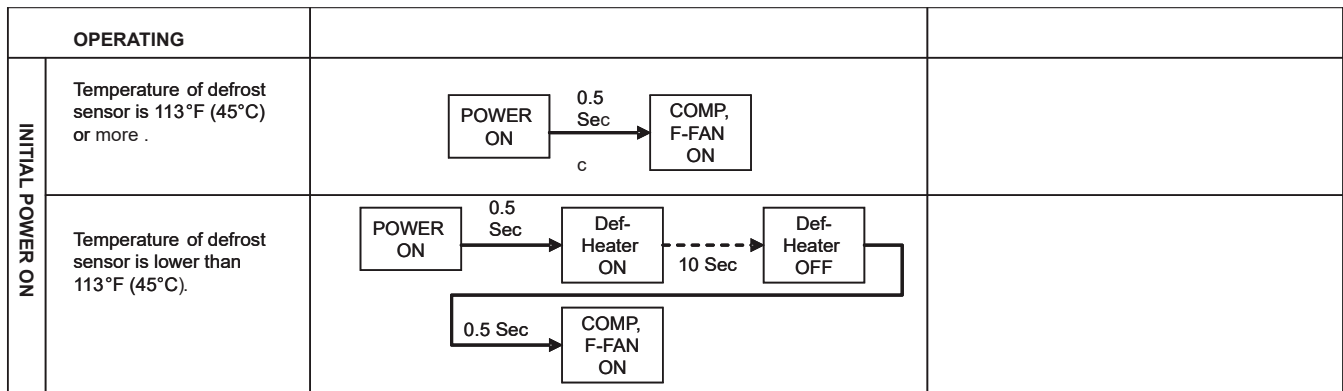 OPERATING
INITIAL POWER ON
Temperature of defrost
sensor is 113°F (45°C)
or more .
POWER
ON
0.5
Sec
c
COMP,
F-FAN
ON
Temperature of defrost
sensor is lower than
113°F (45°C).
POWER
ON
0.5
Sec
Def-
Heater
ON
10 Sec
Def-
Heater
OFF
0.5 Sec
COMP,
F-FAN
ON